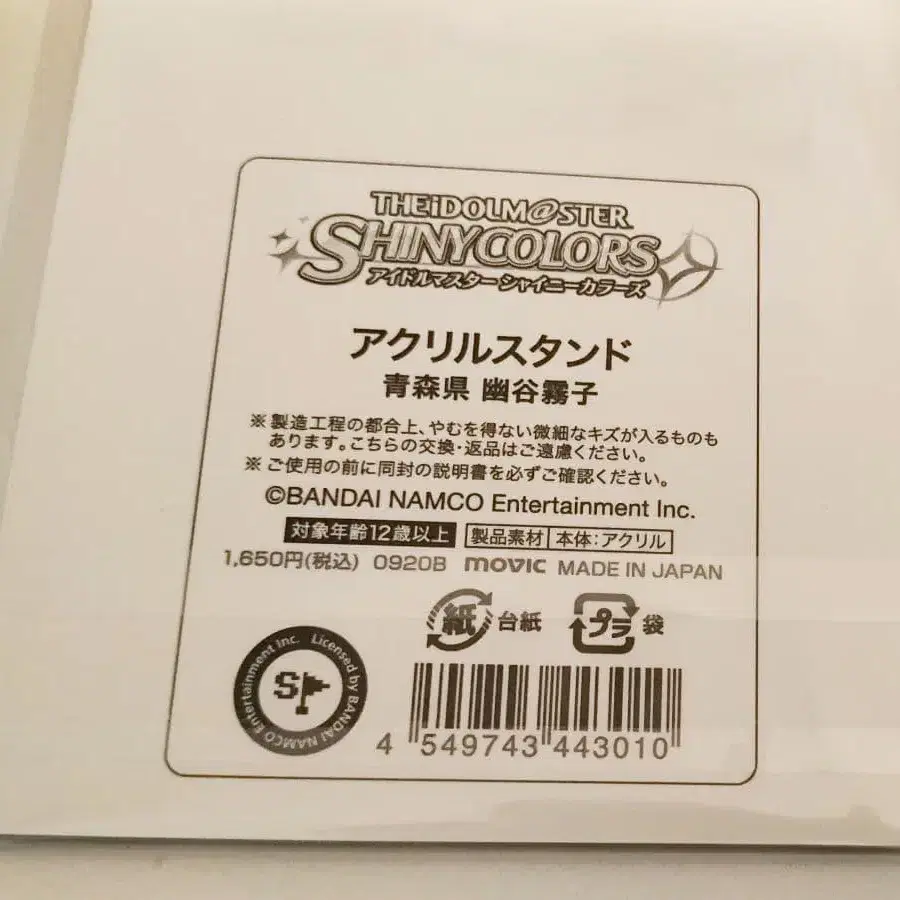 THE iDOLM@STER
SHINYCOLORS
アイドルマスター シャイニーカラーズ
アクリルスタンド
青森県 幽谷霧子
※製造工程の都合上、やむを得ない微細なキズが入るものも
あります。こちらの交換・返品はご遠慮ください。
※ご使用の前に同封の説明書を必ずご確認ください。
©BANDAI NAMCO Entertainment Inc.
対象年齢12歳以上 製品素材 本体:アクリル
1,650円(税込) 0920B movic MADE IN JAPAN
紙 台紙 プラ 袋
Licensed by BANDAI NAMCO Entertainment Inc.
S
4 549743 443010